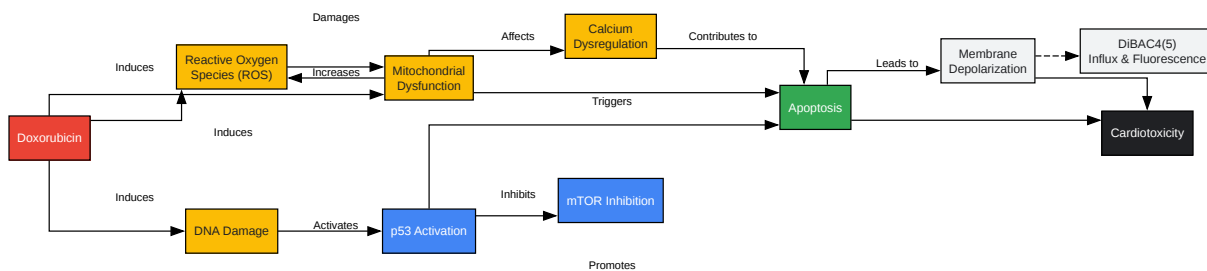 Damages
Calcium
Dysregulation
Affects
Contributes to
Membrane
Depolarization
DiBAC4(5)
Influx & Fluorescence
Reactive Oxygen
Species (ROS)
Induces
Increases
Mitochondrial
Dysfunction
Leads to
Triggers
Apoptosis
Doxorubicin
Induces
Cardiotoxicity
Induces
Inhibits
mTOR Inhibition
DNA Damage
Activates
p53 Activation
Promotes